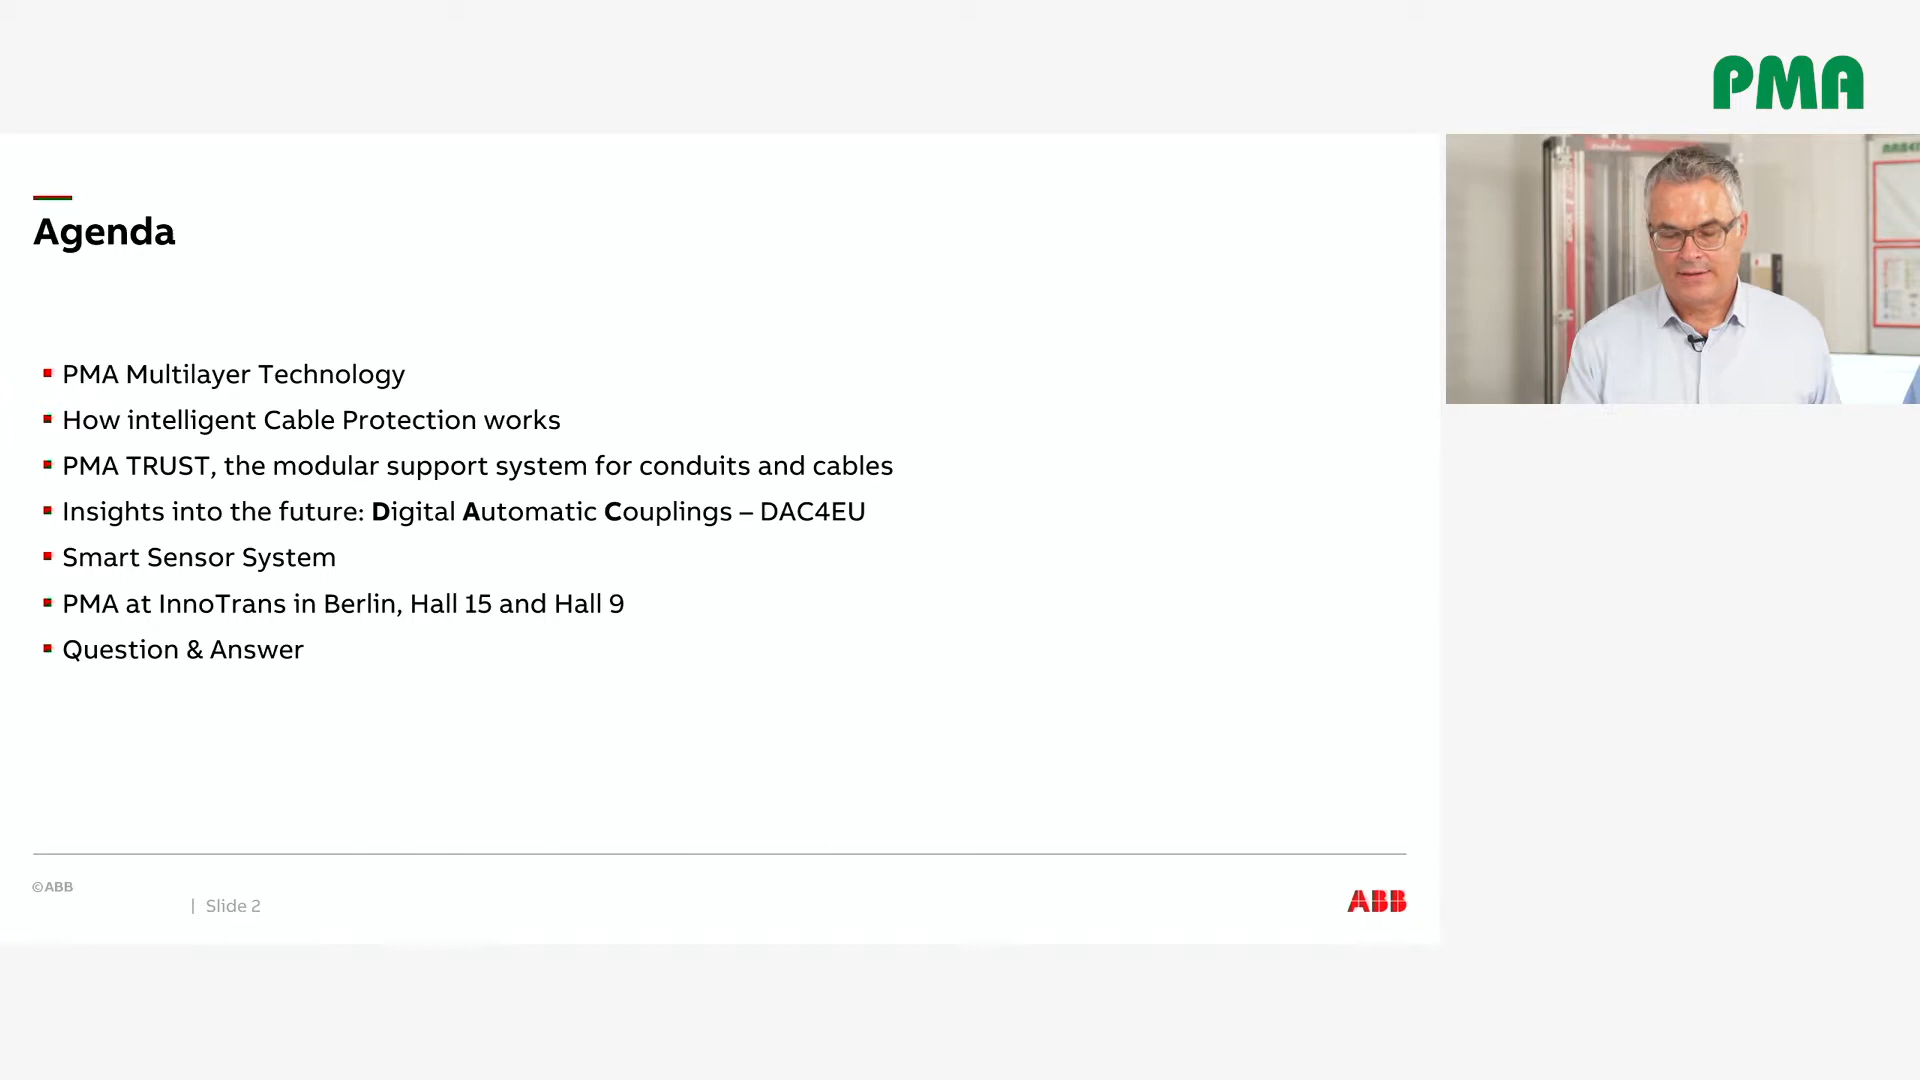 PMA
Agenda
PMA Multilayer Technology
How intelligent Cable Protection works
PMA TRUST, the modular support system for conduits and cables
Insights into the future: Digital Automatic Couplings – DAC4EU
Smart Sensor System
PMA at InnoTrans in Berlin, Hall 15 and Hall 9
Question & Answer
©ABB
| Slide 2
ABB